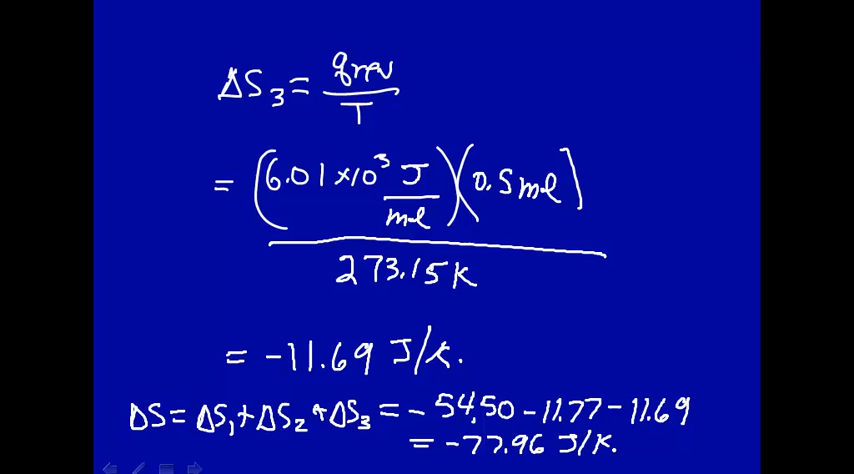 ΔS₃ = qrev / T
= (6.01 × 10³ J / mol)(0.5 mol) / 273.15 K
= -11.69 J/K.
ΔS = ΔS₁ + ΔS₂ + ΔS₃ = - 54.50 - 11.77 - 11.69
= -77.96 J/K.